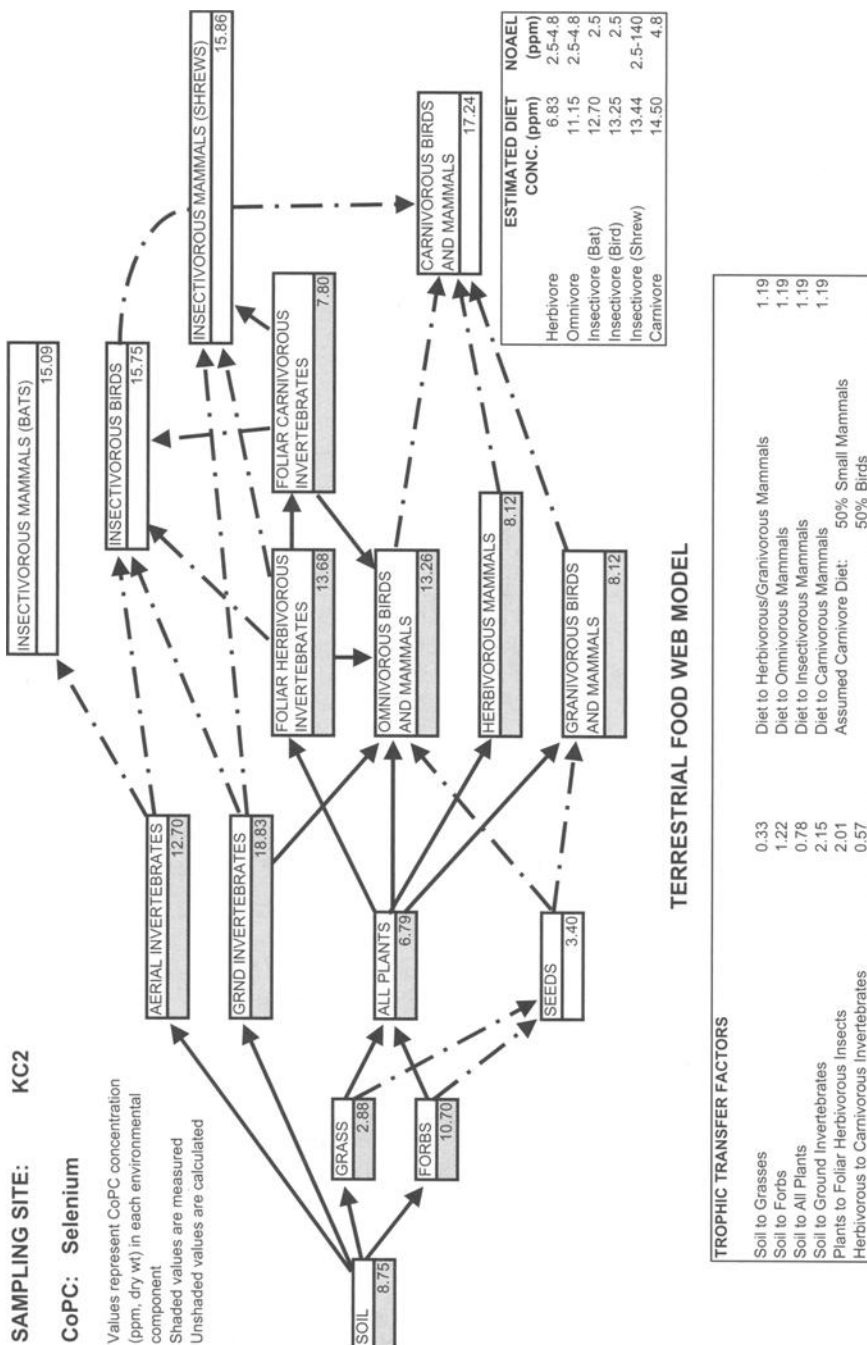 SAMPLING SITE: KC2
CoPC: Selenium
Values represent CoPC concentration
(ppm, dry wt) in each environmental
component
Shaded values are measured
Unshaded values are calculated
SOIL
8.75
GRASS
2.88
FORBS
10.70
AERIAL INVERTEBRATES
12.70
GRND INVERTEBRATES
18.83
ALL PLANTS
6.79
SEEDS
3.40
FOLIAR HERBIVOROUS
INVERTEBRATES
13.68
OMNIVOROUS BIRDS
AND MAMMALS
13.26
HERBIVOROUS MAMMALS
8.12
GRANIVOROUS BIRDS
AND MAMMALS
8.12
INSECTIVOROUS MAMMALS (BATS)
15.09
INSECTIVOROUS BIRDS
15.75
FOLIAR CARNIVOROUS
INVERTEBRATES
7.80
INSECTIVOROUS MAMMALS (SHREWS)
15.86
CARNIVOROUS BIRDS
AND MAMMALS
17.24
ESTIMATED DIET NOAEL
CONC. (ppm) (ppm)
Herbivore 6.83 2.5-4.8
Omnivore 11.15 2.5-4.8
Insectivore (Bat) 12.70 2.5
Insectivore (Bird) 13.25 2.5
Insectivore (Shrew) 13.44 2.5-140
Carnivore 14.50 4.8
TERRESTRIAL FOOD WEB MODEL
TROPHIC TRANSFER FACTORS
Soil to Grasses 0.33 Diet to Herbivorous/Granivorous Mammals 1.19
Soil to Forbs 1.22 Diet to Omnivorous Mammals 1.19
Soil to All Plants 0.78 Diet to Insectivorous Mammals 1.19
Soil to Ground Invertebrates 2.15 Diet to Carnivorous Mammals 1.19
Plants to Foliar Herbivorous Insects 2.01 Assumed Carnivore Diet: 50% Small Mammals
Herbivorous to Carnivorous Invertebrates 0.57 50% Birds